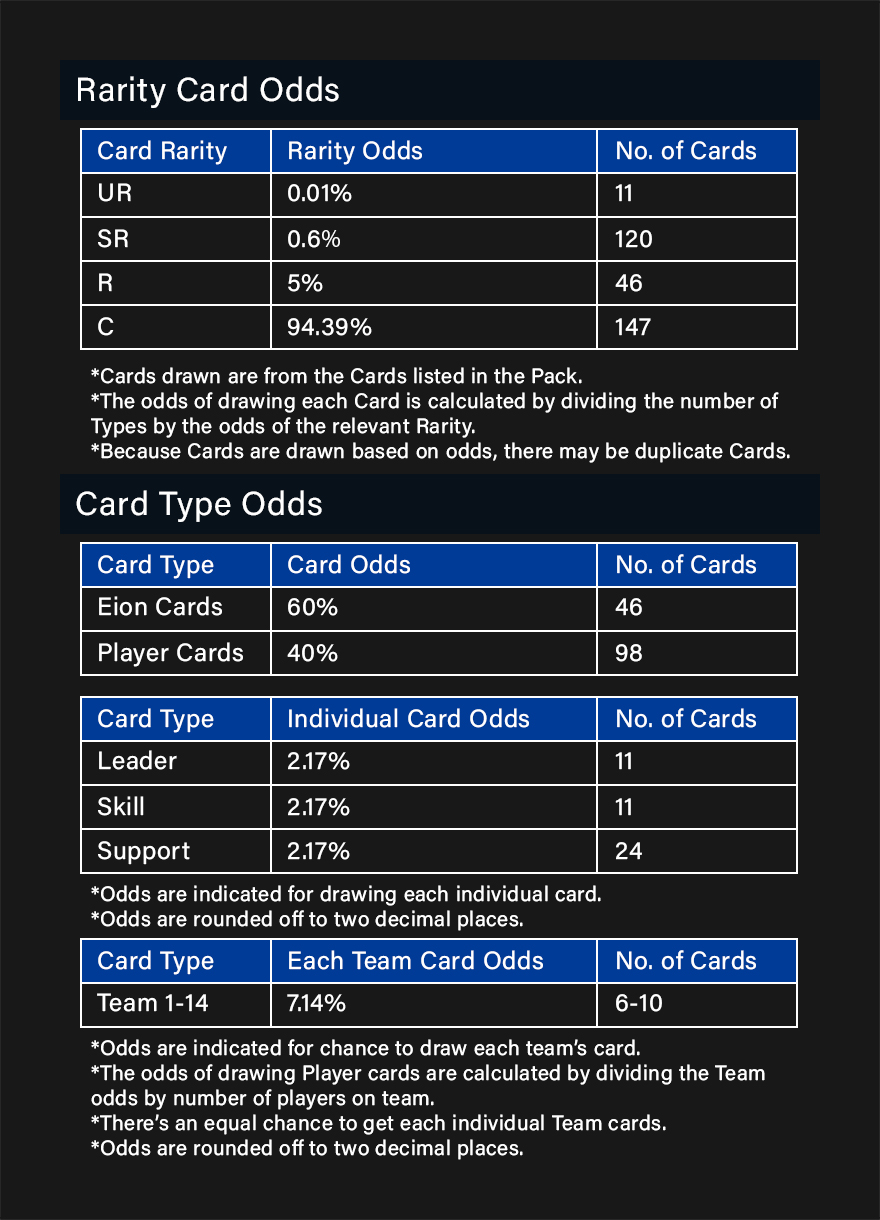 Rarity Card Odds
Card Rarity Rarity Odds No. of Cards
UR 0.01% 11
SR 0.6% 120
R 5% 46
C 94.39% 147
*Cards drawn are from the Cards listed in the Pack.
*The odds of drawing each Card is calculated by dividing the number of
Types by the odds of the relevant Rarity.
*Because Cards are drawn based on odds, there may be duplicate Cards.
Card Type Odds
Card Type Card Odds No. of Cards
Eion Cards 60% 46
Player Cards 40% 98
Card Type Individual Card Odds No. of Cards
Leader 2.17% 11
Skill 2.17% 11
Support 2.17% 24
*Odds are indicated for drawing each individual card.
*Odds are rounded off to two decimal places.
Card Type Each Team Card Odds No. of Cards
Team 1-14 7.14% 6-10
*Odds are indicated for chance to draw each team's card.
*The odds of drawing Player cards are calculated by dividing the Team
odds by number of players on team.
*There's an equal chance to get each individual Team cards.
*Odds are rounded off to two decimal places.